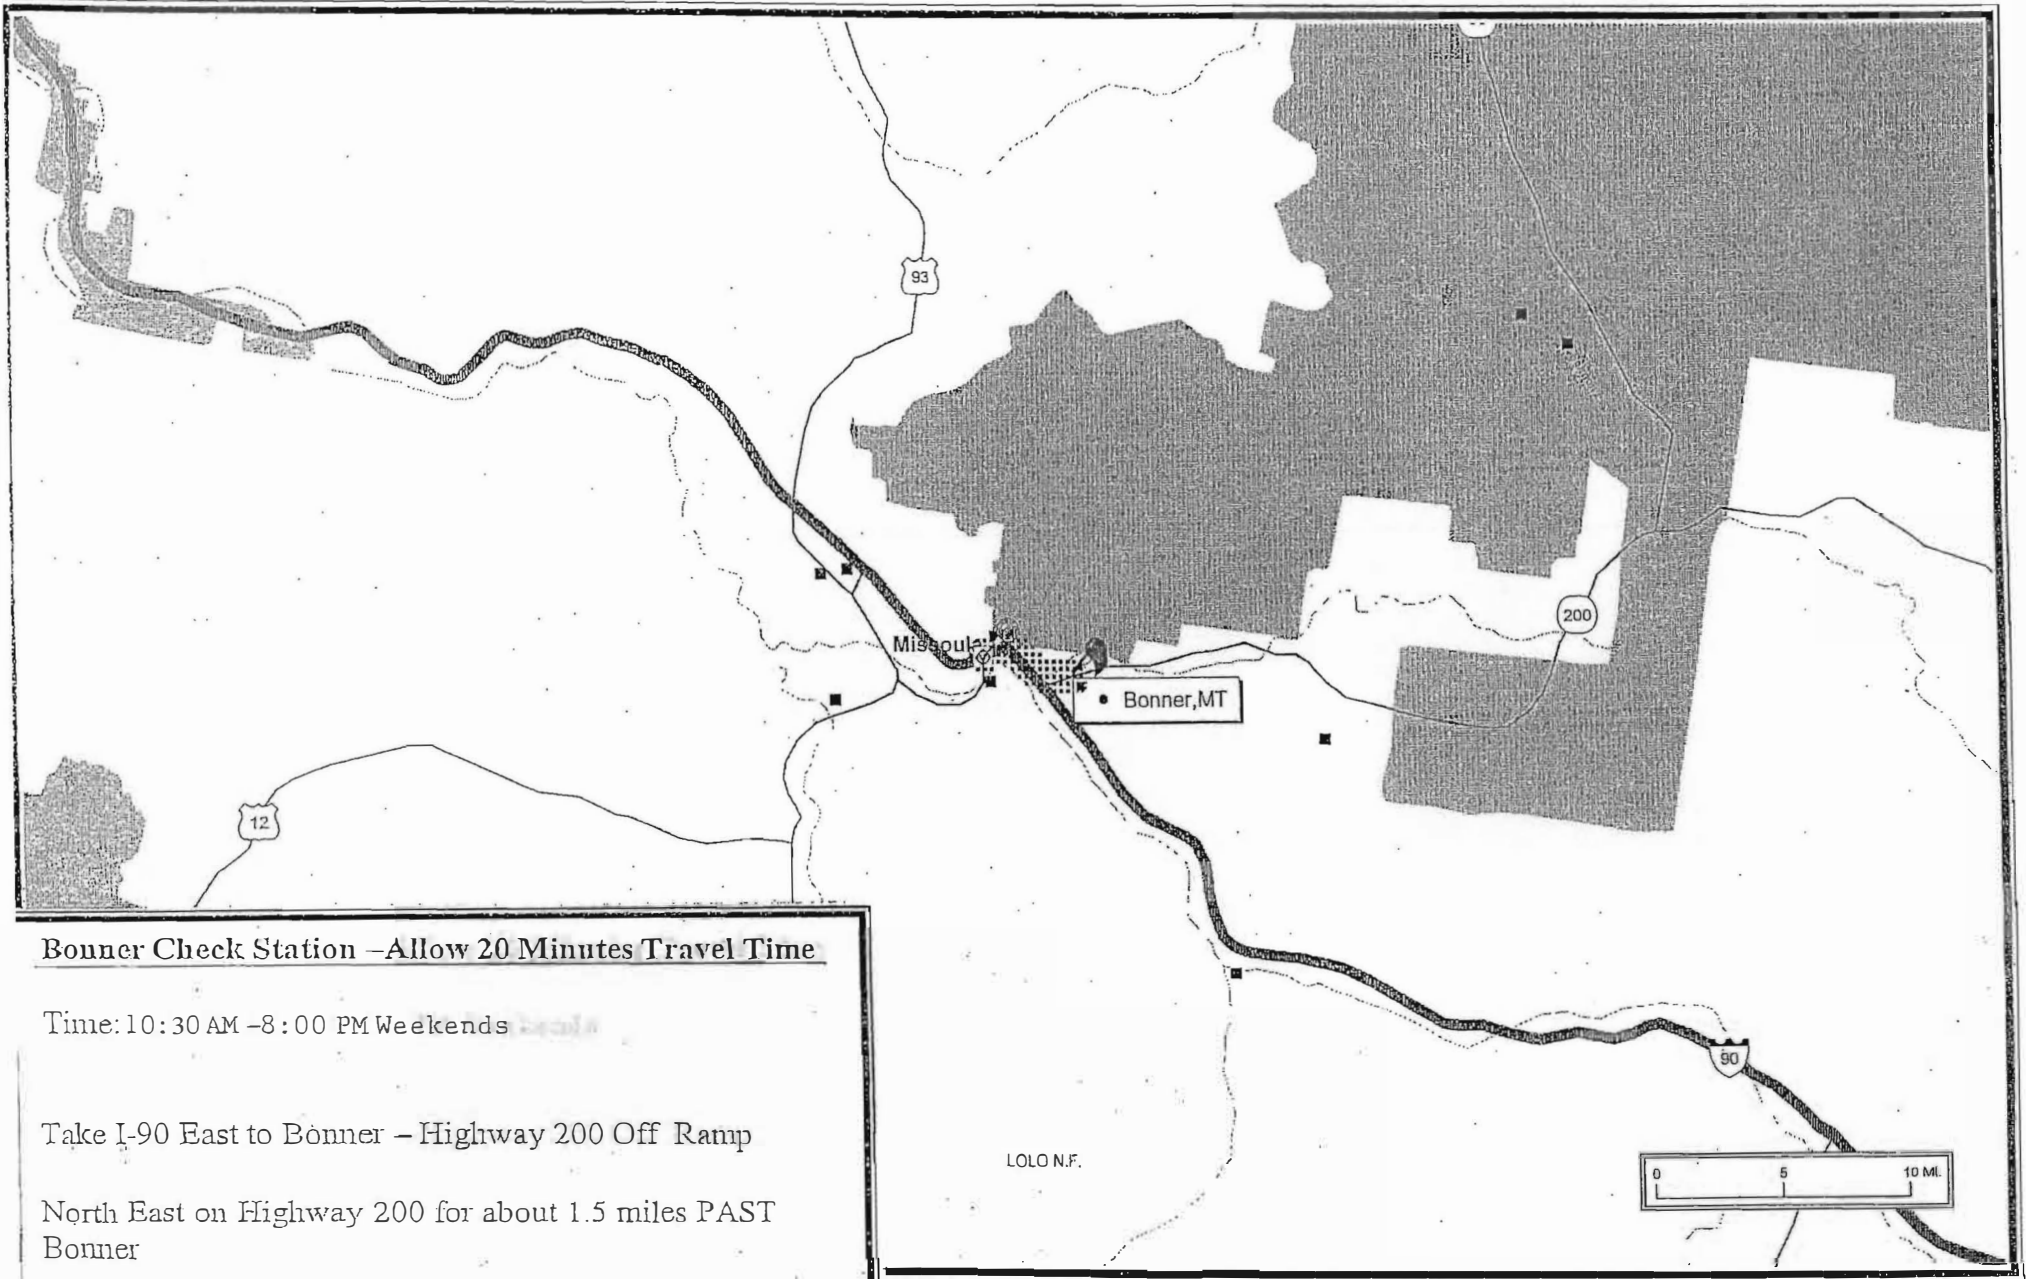 93
200
Missoula
Bonner,MT
12
Bonner Check Station –Allow 20 Minutes Travel Time
Time:10:30 AM –8:00 PM Weekends
Take I-90 East to Bonner – Highway 200 Off Ramp
North East on Highway 200 for about 1.5 miles PAST
Bonner
90
LOLO N.F.
0 5 10 MI.